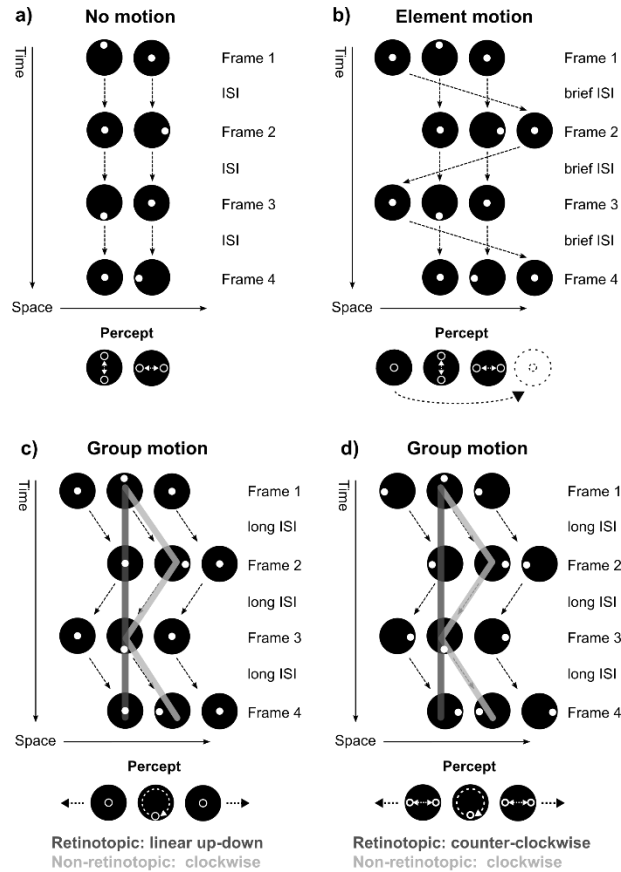 a) No motion
Time
Frame 1
ISI
Frame 2
ISI
Frame 3
ISI
Frame 4
Space
Percept
b) Element motion
Time
Frame 1
brief ISI
Frame 2
brief ISI
Frame 3
brief ISI
Frame 4
Space
Percept
c) Group motion
Time
Frame 1
long ISI
Frame 2
long ISI
Frame 3
long ISI
Frame 4
Space
Percept
Retinotopic: linear up-down
Non-retinotopic: clockwise
d) Group motion
Time
Frame 1
long ISI
Frame 2
long ISI
Frame 3
long ISI
Frame 4
Space
Percept
Retinotopic: counter-clockwise
Non-retinotopic: clockwise